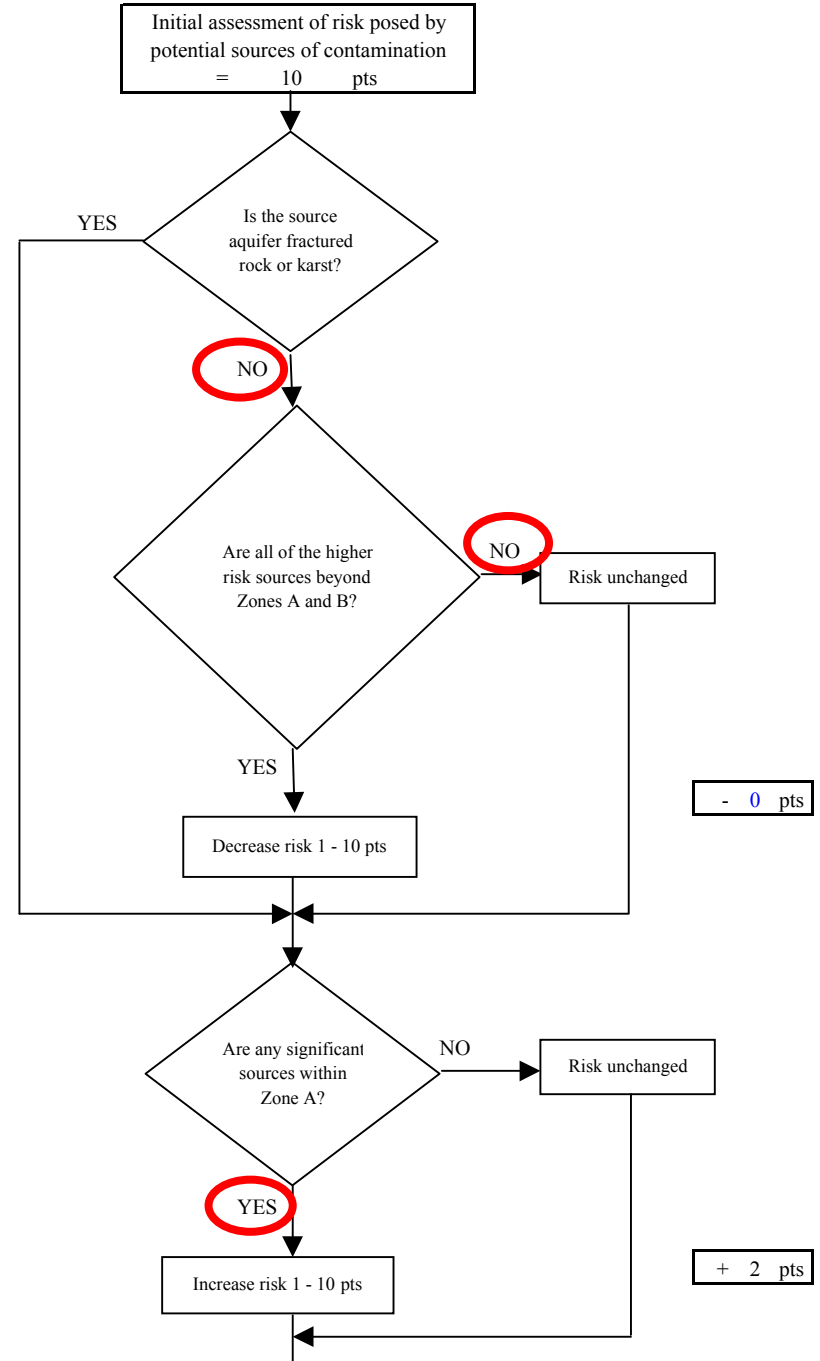 Initial assessment of risk posed by
potential sources of contamination
= 10 pts
YES
Is the source
aquifer fractured
rock or karst?
NO
Are all of the higher
risk sources beyond
Zones A and B?
NO
Risk unchanged
YES
- 0 pts
Decrease risk 1 - 10 pts
Are any significant
sources within
Zone A?
NO
Risk unchanged
YES
+ 2 pts
Increase risk 1 - 10 pts